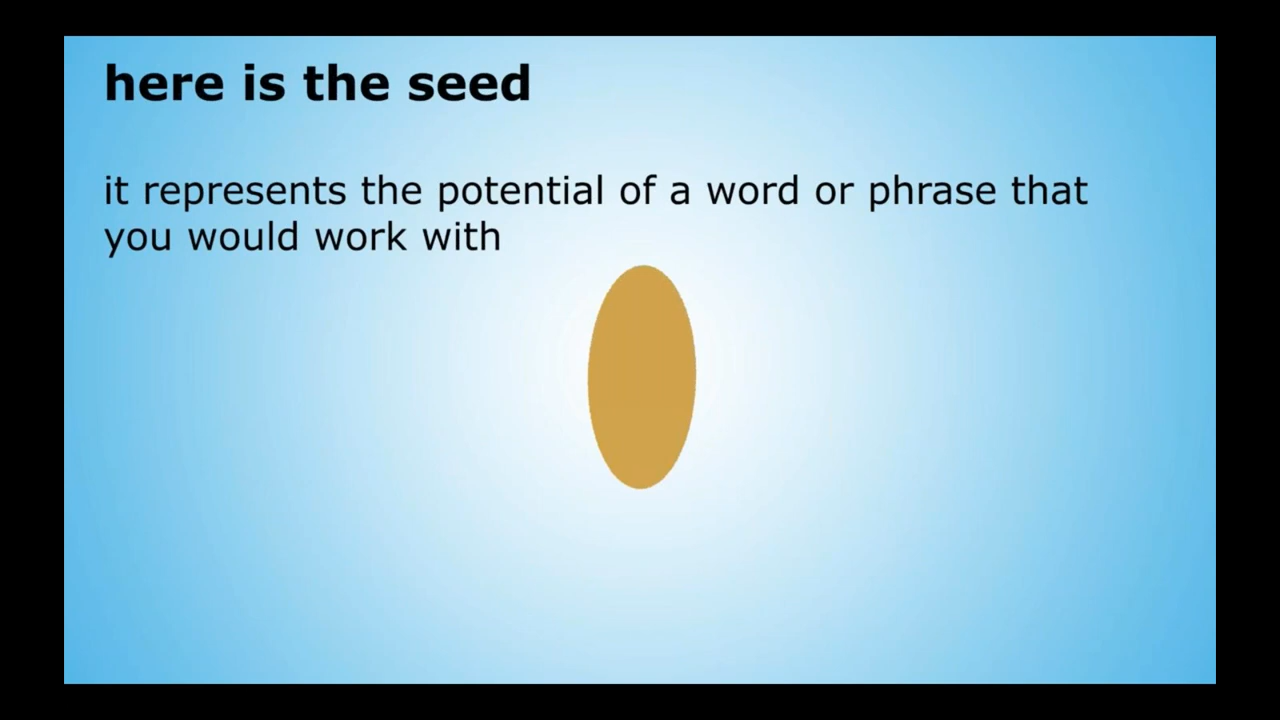 here is the seed
it represents the potential of a word or phrase that
you would work with